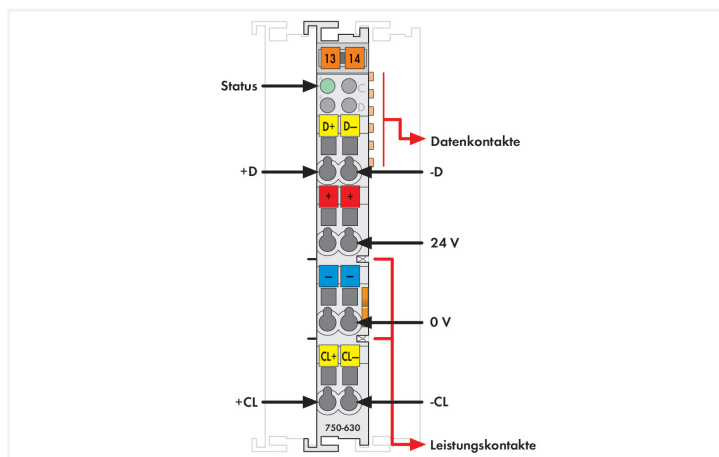 13 14
Status
C
D
D+ D–
Datenkontakte
+D
-D
+ +
24 V
– –
0 V
CL+ CL–
+CL
-CL
750-630
Leistungskontakte